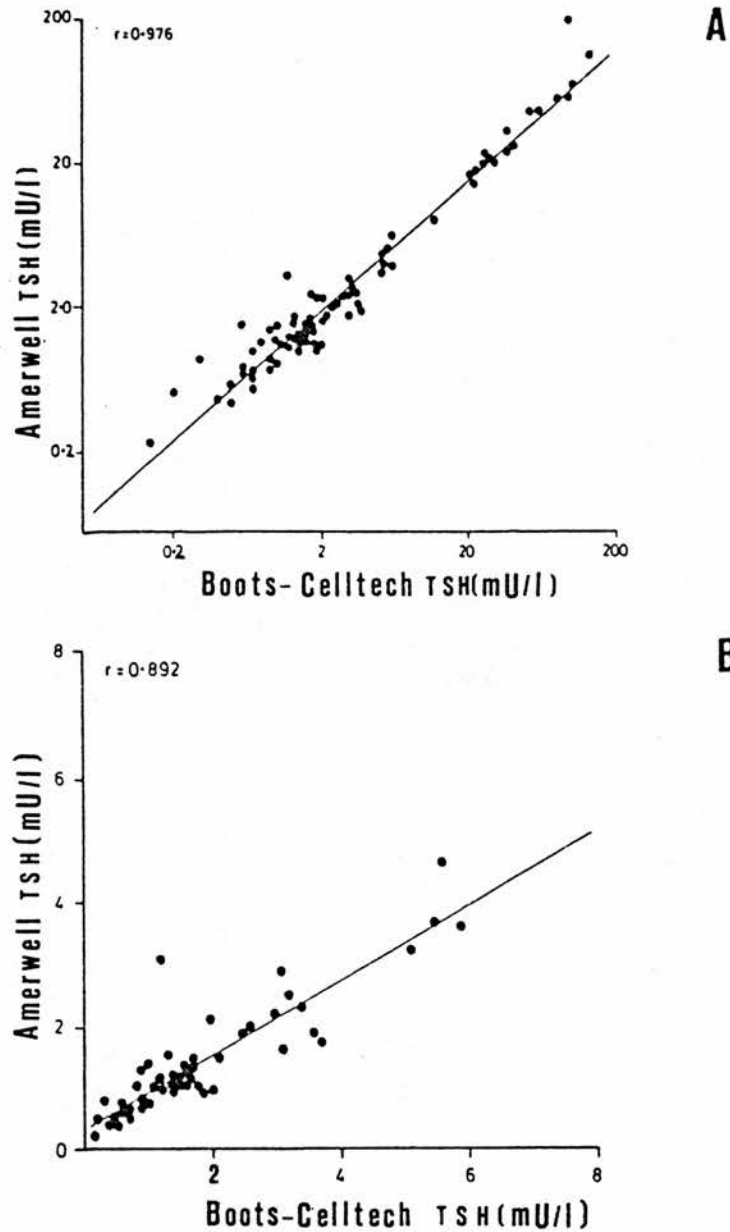 A
r=0·976
200
20
2·0
0·2
Amerwell TSH (mU/l)
0·2 2 20 200
Boots-Celltech TSH (mU/l)
B
r=0·892
8
6
4
2
0
Amerwell TSH (mU/l)
2 4 6 8
Boots-Celltech TSH (mU/l)